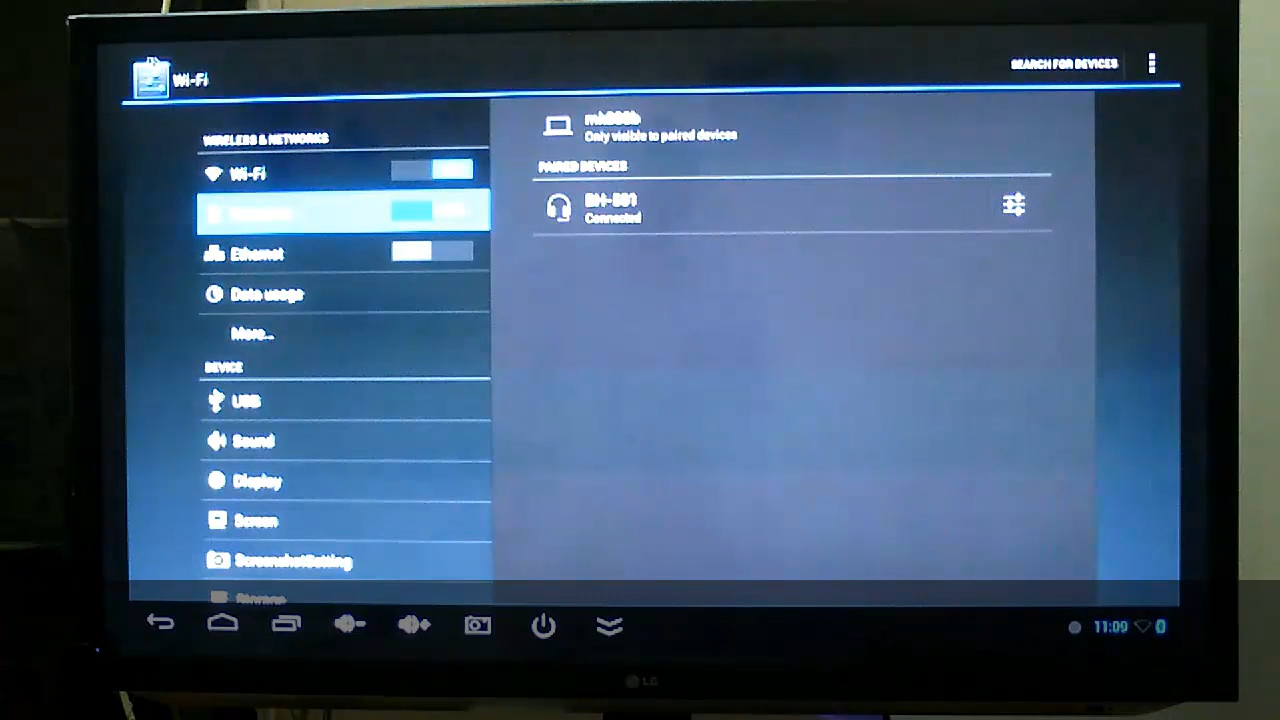 Wi-Fi
SEARCH FOR DEVICES
WIRELESS & NETWORKS
Wi-Fi
Ethernet
Data usage
More...
DEVICE
USB
Sound
Display
Screen
ScreenshotSetting
Only visible to paired devices
PAIRED DEVICES
Connected
11:09
LG